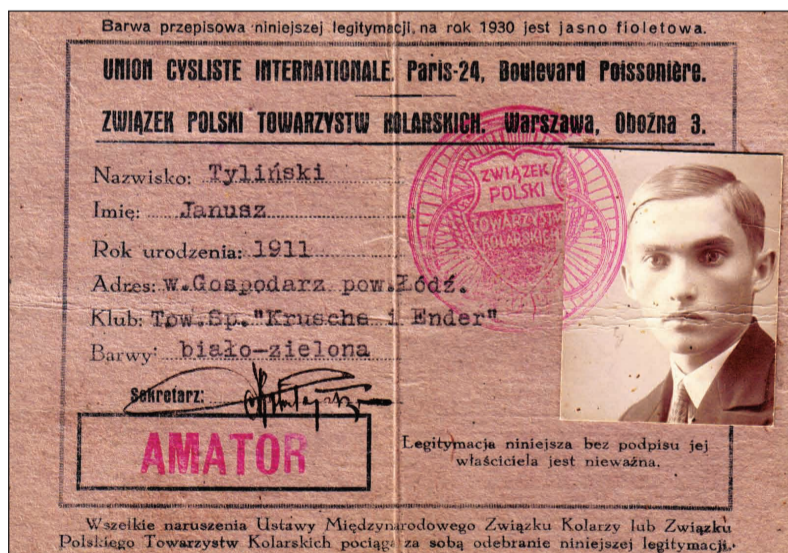 Barwa przepisowa niniejszej legitymacji, na rok 1930 jest jasno fioletowa.
UNION CYSLISTE INTERNATIONALE, Paris-24, Boulevard Poissonière.
ZWIĄZEK POLSKI TOWARZYSTW KOLARSKICH. Warszawa, Oboźna 3.
ZWIĄZEK
POLSKI
TOWARZYSTW
KOLARSKICH
Nazwisko: Tyliński
Imię: Janusz
Rok urodzenia: 1911
Adres: w.Gospodarz pow.Łódź.
Klub: Tow.Sp."Krusche i Ender"
Barwy: biało-zielona
Sekretarz:
AMATOR
Legitymacja niniejsza bez podpisu jej
właściciela jest nieważna.
Wszelkie naruszenia Ustawy Międzynarodowego Związku Kolarzy lub Związku
Polskiego Towarzystw Kolarskich pociąga za sobą odebranie niniejszej legitymacji.